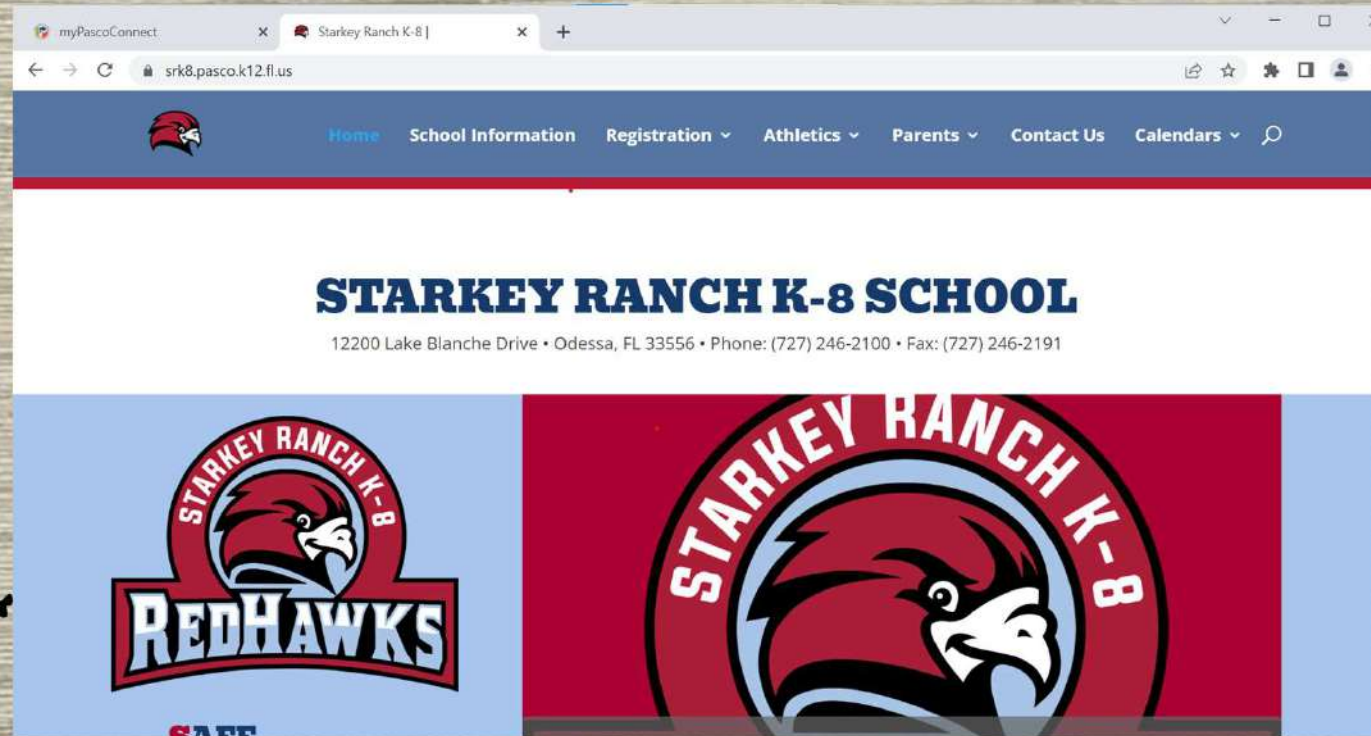 myPascoConnect
Starkey Ranch K-8 |
srk8.pasco.k12.fl.us
Home School Information Registration Athletics Parents Contact Us Calendars
STARKEY RANCH K-8 SCHOOL
12200 Lake Blanche Drive • Odessa, FL 33556 • Phone: (727) 246-2100 • Fax: (727) 246-2191
STARKEY RANCH K-8
REDHAWKS
STARKEY RANCH K-8
SAFE